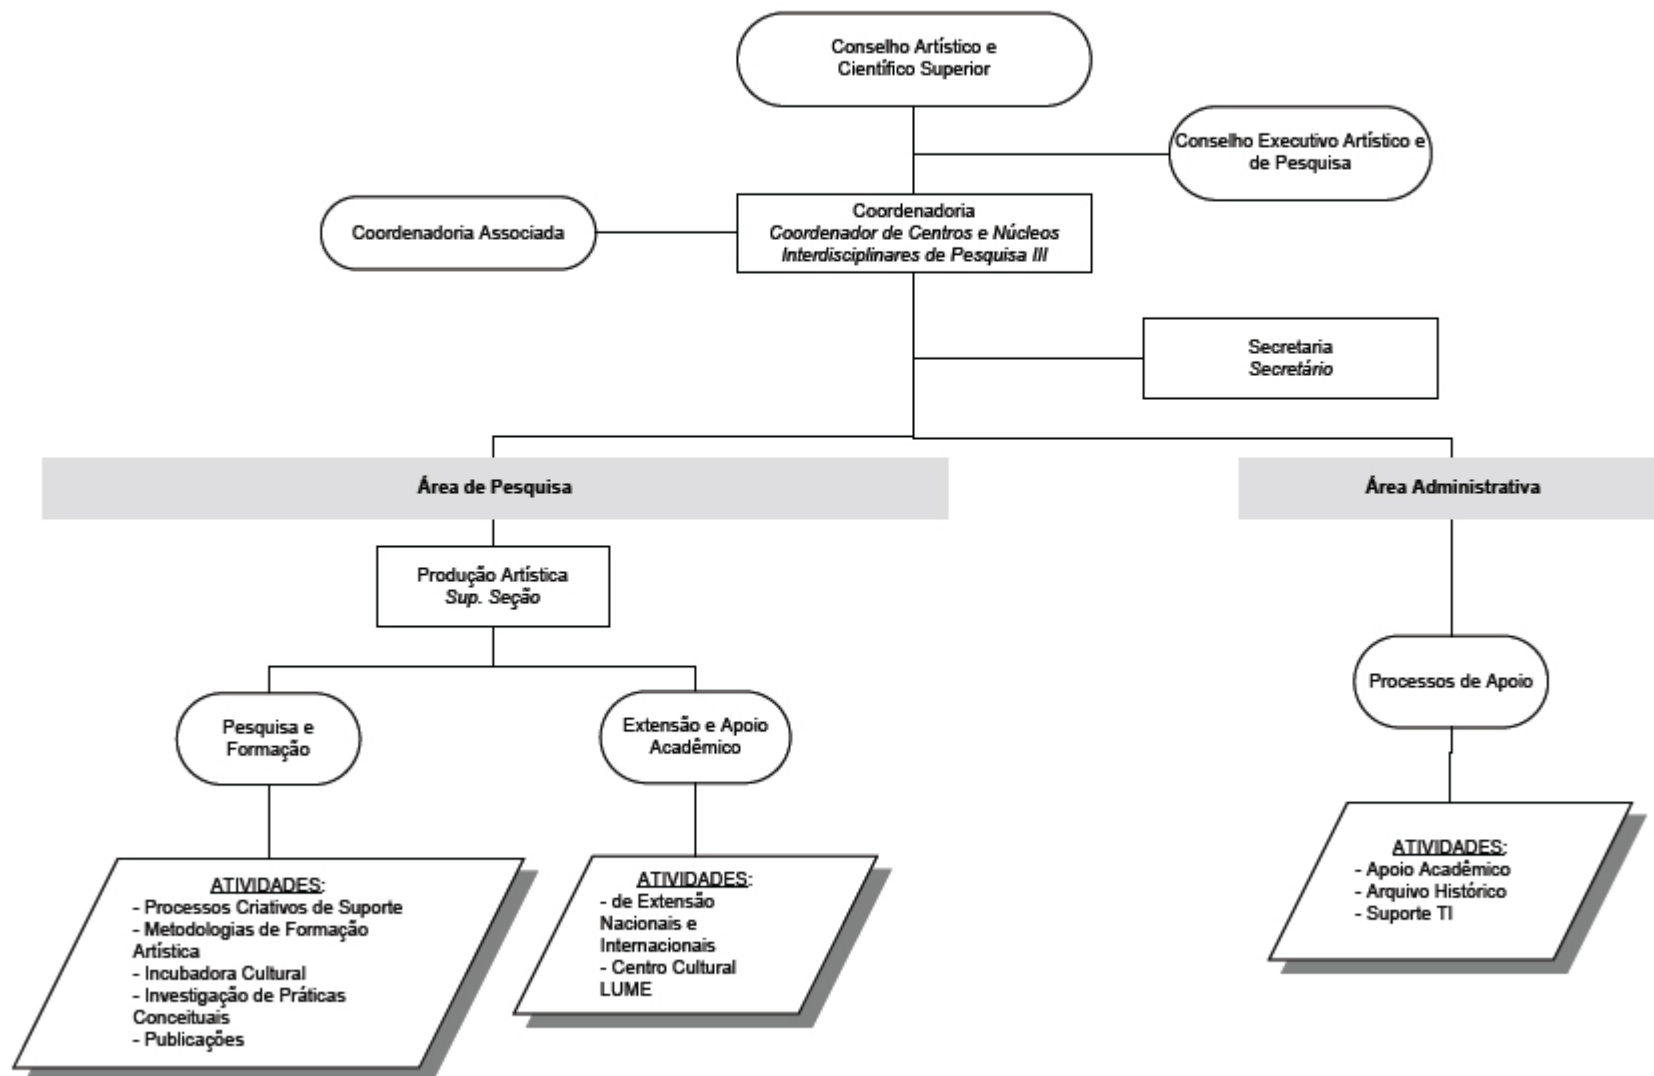 Conselho Artístico e
Científico Superior
Conselho Executivo Artístico e
de Pesquisa
Coordenadoria Associada
Coordenadoria
Coordenador de Centros e Núcleos
Interdisciplinares de Pesquisa III
Secretaria
Secretário
Área de Pesquisa
Área Administrativa
Produção Artística
Sup. Seção
Pesquisa e
Formação
Extensão e Apoio
Acadêmico
Processos de Apoio
ATIVIDADES:
- Processos Criativos de Suporte
- Metodologias de Formação
Artística
- Incubadora Cultural
- Investigação de Práticas
Conceituais
- Publicações
ATIVIDADES:
- de Extensão
Nacionais e
Internacionais
- Centro Cultural
LUME
ATIVIDADES:
- Apoio Acadêmico
- Arquivo Histórico
- Suporte TI